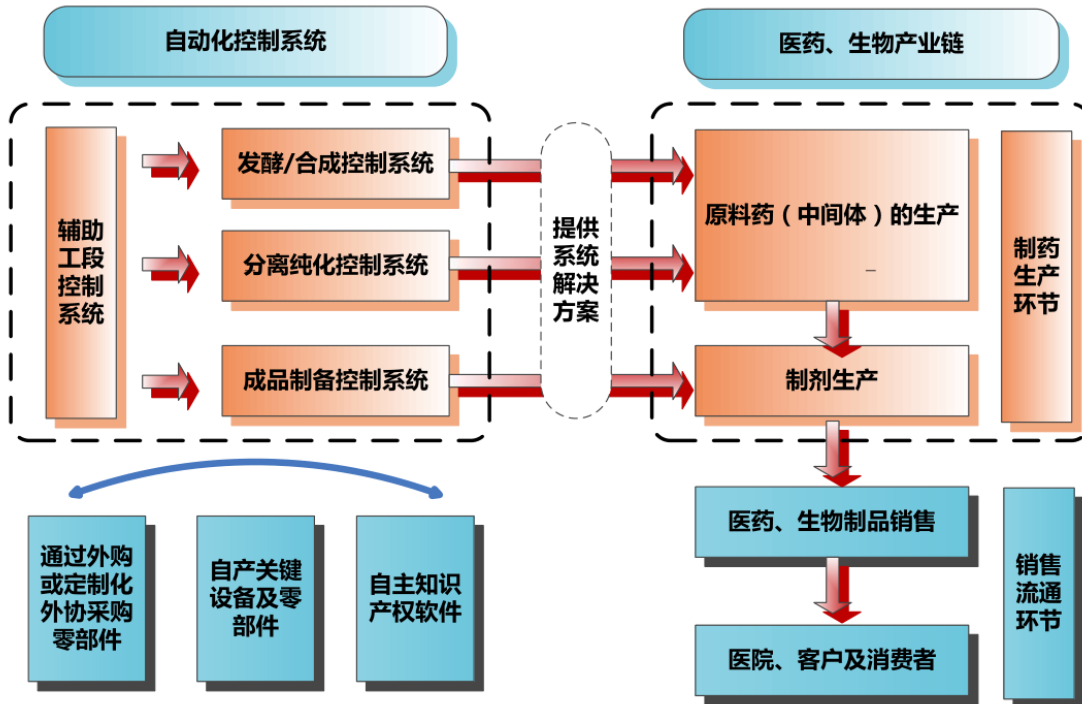 自动化控制系统
医药、生物产业链
辅助
工段
控制
系统
发酵/合成控制系统
分离纯化控制系统
成品制备控制系统
提供
系统
解决
方案
原料药（中间体）的生产
制剂生产
制药
生产
环节
通过外购
或定制化
外协采购
零部件
自产关键
设备及零
部件
自主知识
产权软件
医药、生物制品销售
医院、客户及消费者
销售
流通
环节